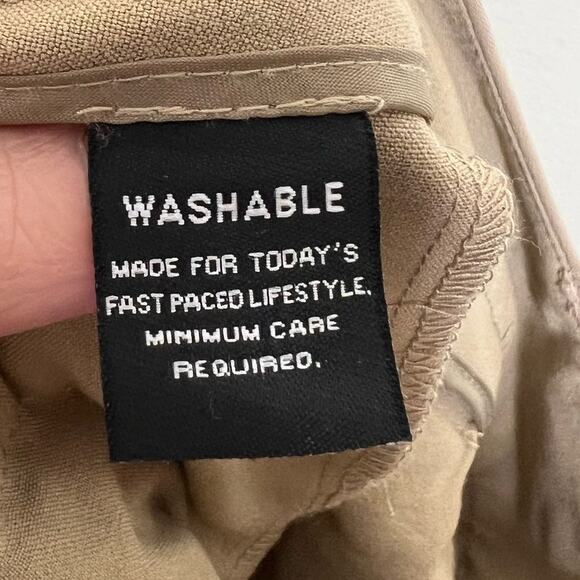 WASHABLE
MADE FOR TODAY'S
FAST PACED LIFESTYLE.
MINIMUM CARE
REQUIRED.